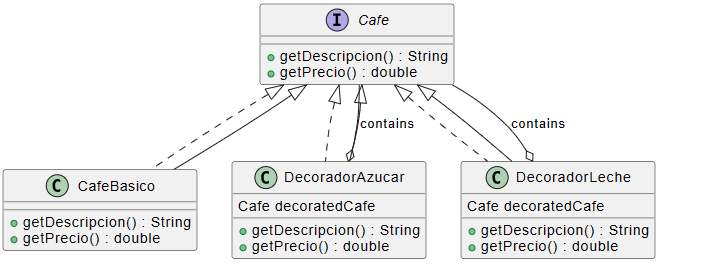 I Cafe
getDescripcion() : String
getPrecio() : double
contains
contains
C CafeBasico
getDescripcion() : String
getPrecio() : double
C DecoradorAzucar
Cafe decoratedCafe
getDescripcion() : String
getPrecio() : double
C DecoradorLeche
Cafe decoratedCafe
getDescripcion() : String
getPrecio() : double